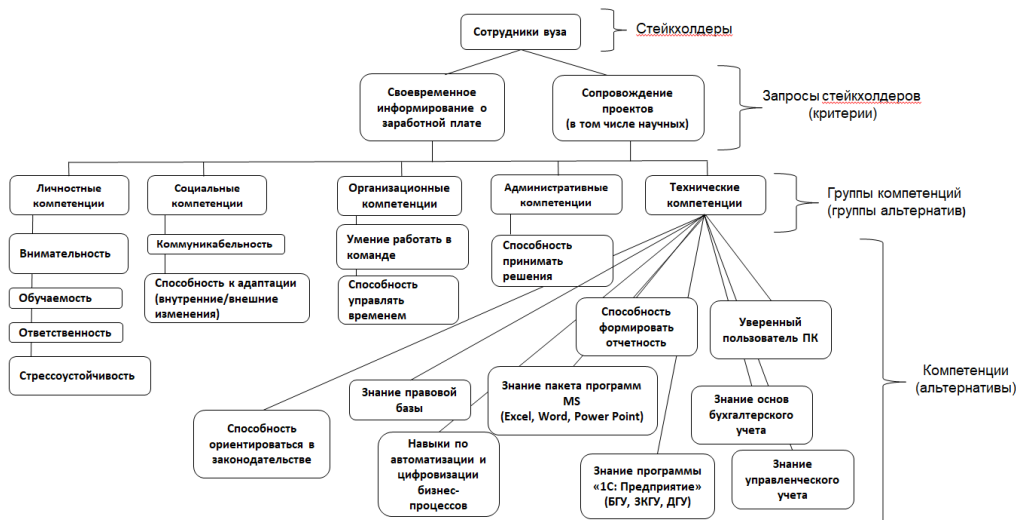 Сотрудники вуза
Стейкхолдеры
Своевременное
информирование о
заработной плате
Сопровождение
проектов
(в том числе научных)
Запросы стейкхолдеров
(критерии)
Личностные
компетенции
Социальные
компетенции
Организационные
компетенции
Административные
компетенции
Технические
компетенции
Группы компетенций
(группы альтернатив)
Внимательность
Обучаемость
Ответственность
Стрессоустойчивость
Коммуникабельность
Способность к адаптации
(внутренние/внешние
изменения)
Умение работать в
команде
Способность
управлять
временем
Способность
принимать
решения
Способность
формировать
отчетность
Уверенный
пользователь ПК
Знание правовой
базы
Знание пакета программ
MS
(Excel, Word, Power Point)
Знание основ
бухгалтерского
учета
Способность
ориентироваться в
законодательстве
Навыки по
автоматизации и
цифровизации
бизнес-
процессов
Знание программы
«1С: Предприятие»
(БГУ, ЗКГУ, ДГУ)
Знание
управленческого
учета
Компетенции
(альтернативы)